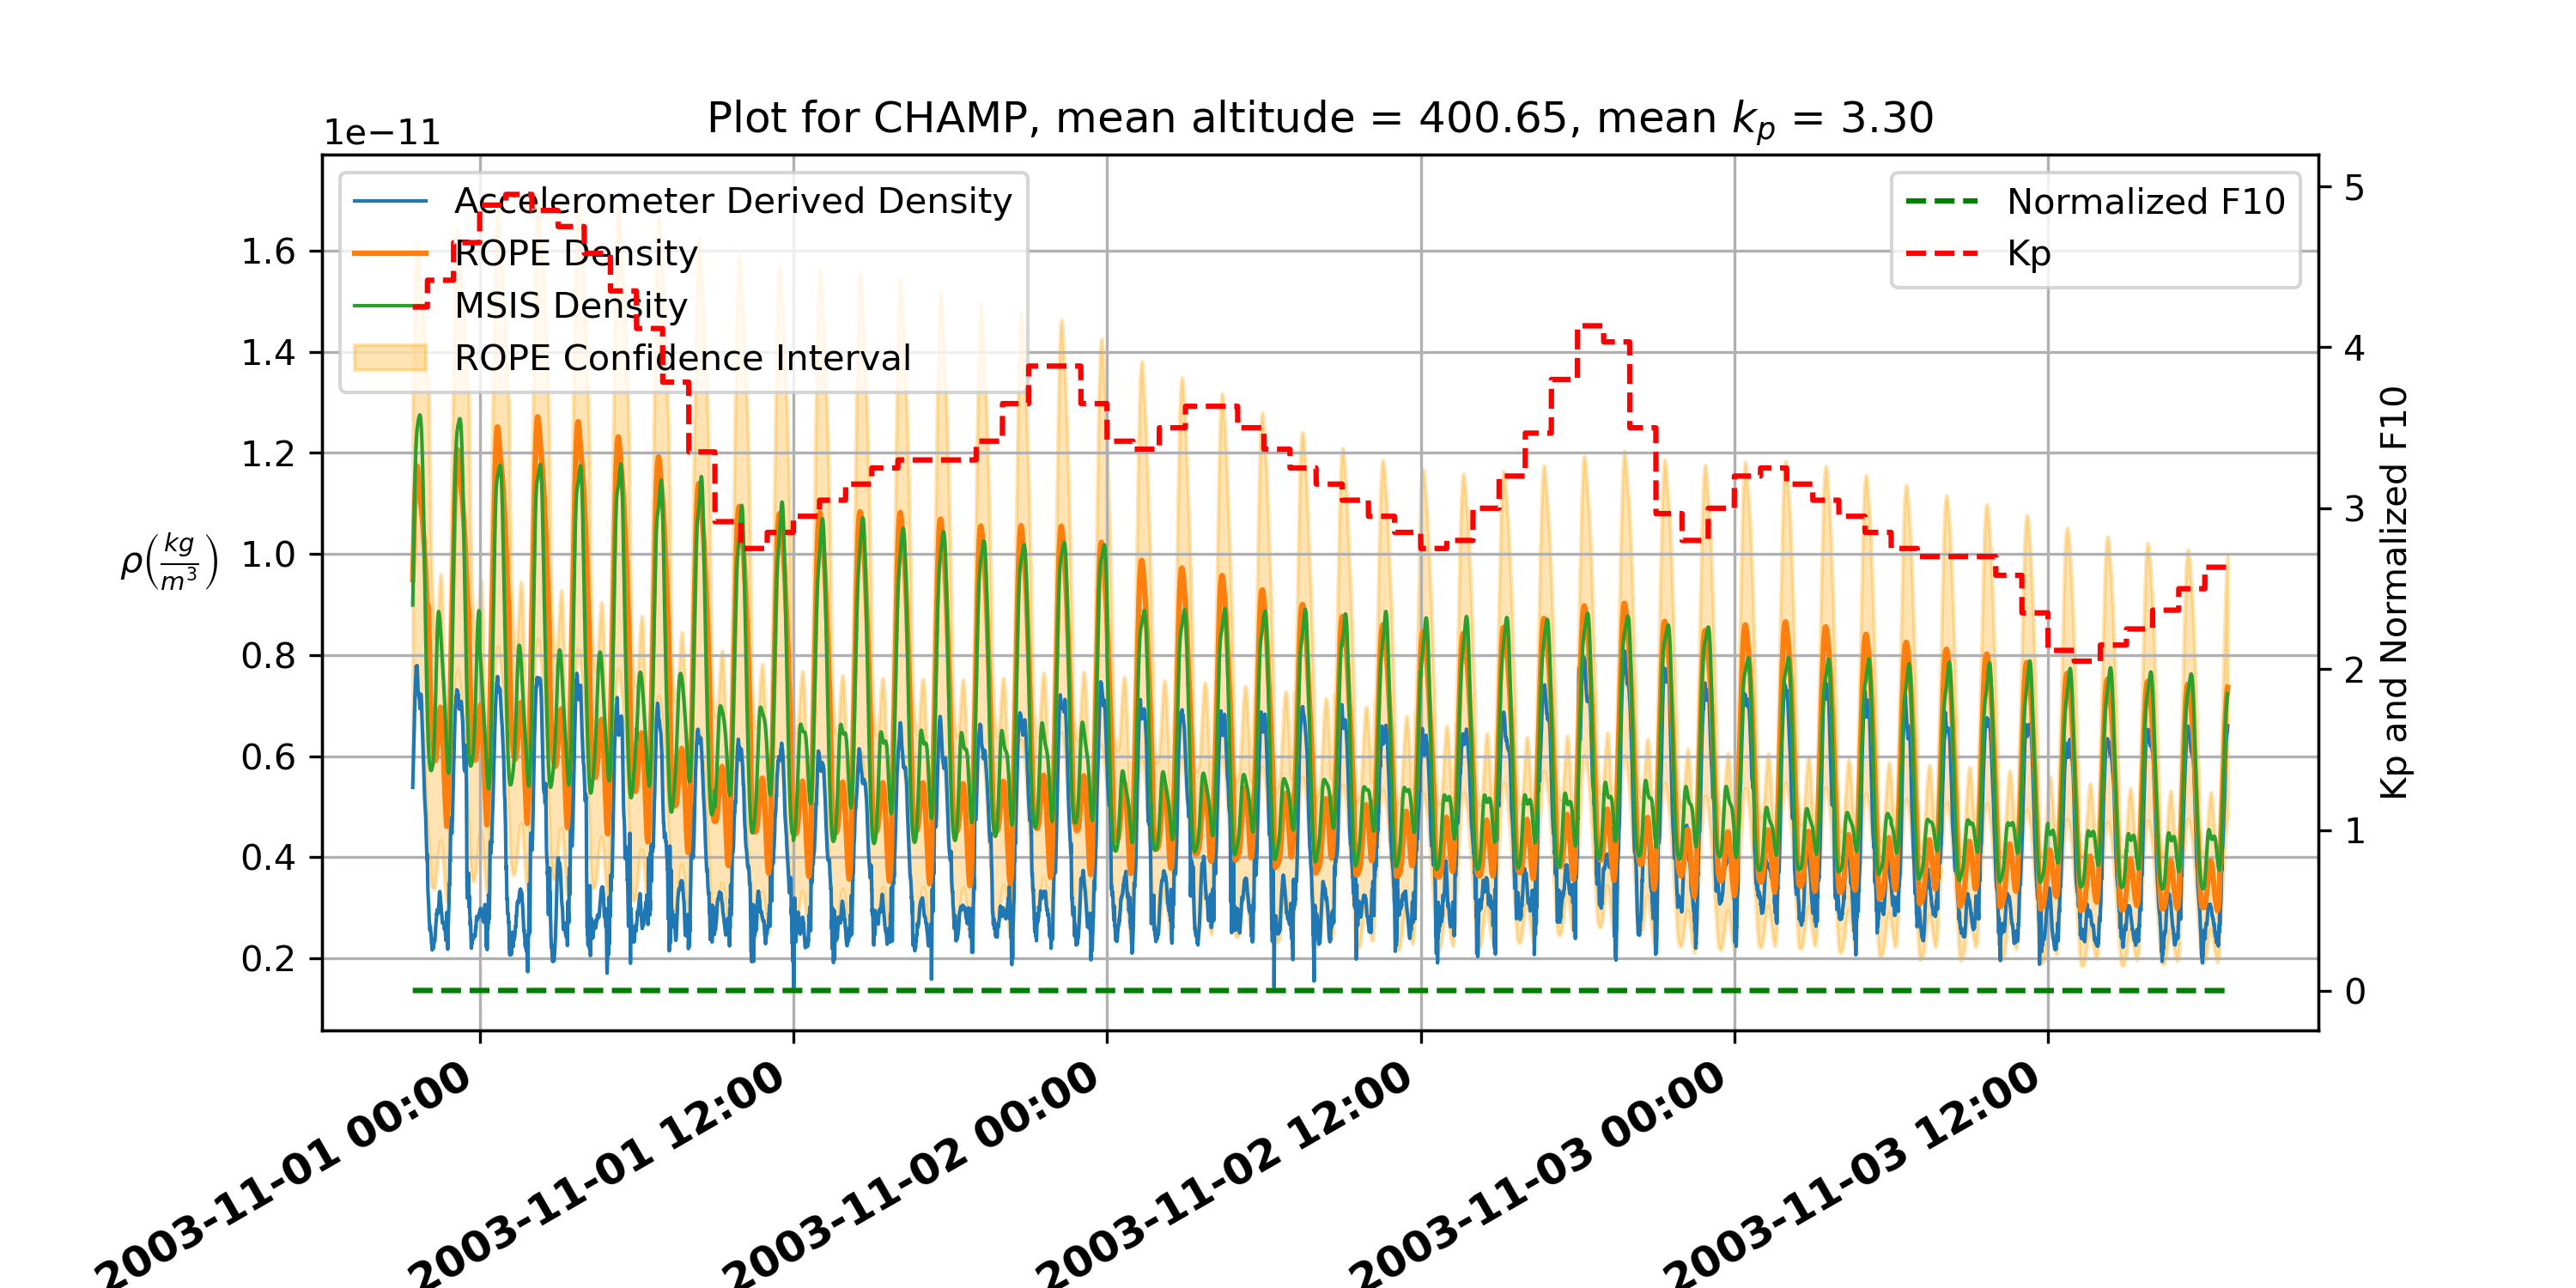 Plot for CHAMP, mean altitude = 400.65, mean kₚ = 3.30
1e−11
Accelerometer Derived Density
ROPE Density
MSIS Density
ROPE Confidence Interval
Normalized F10
Kp
1.6
1.4
1.2
1.0
0.8
0.6
0.4
0.2
ρ(kg/m³)
5
4
3
2
1
0
Kp and Normalized F10
2003-11-01 00:00
2003-11-01 12:00
2003-11-02 00:00
2003-11-02 12:00
2003-11-03 00:00
2003-11-03 12:00